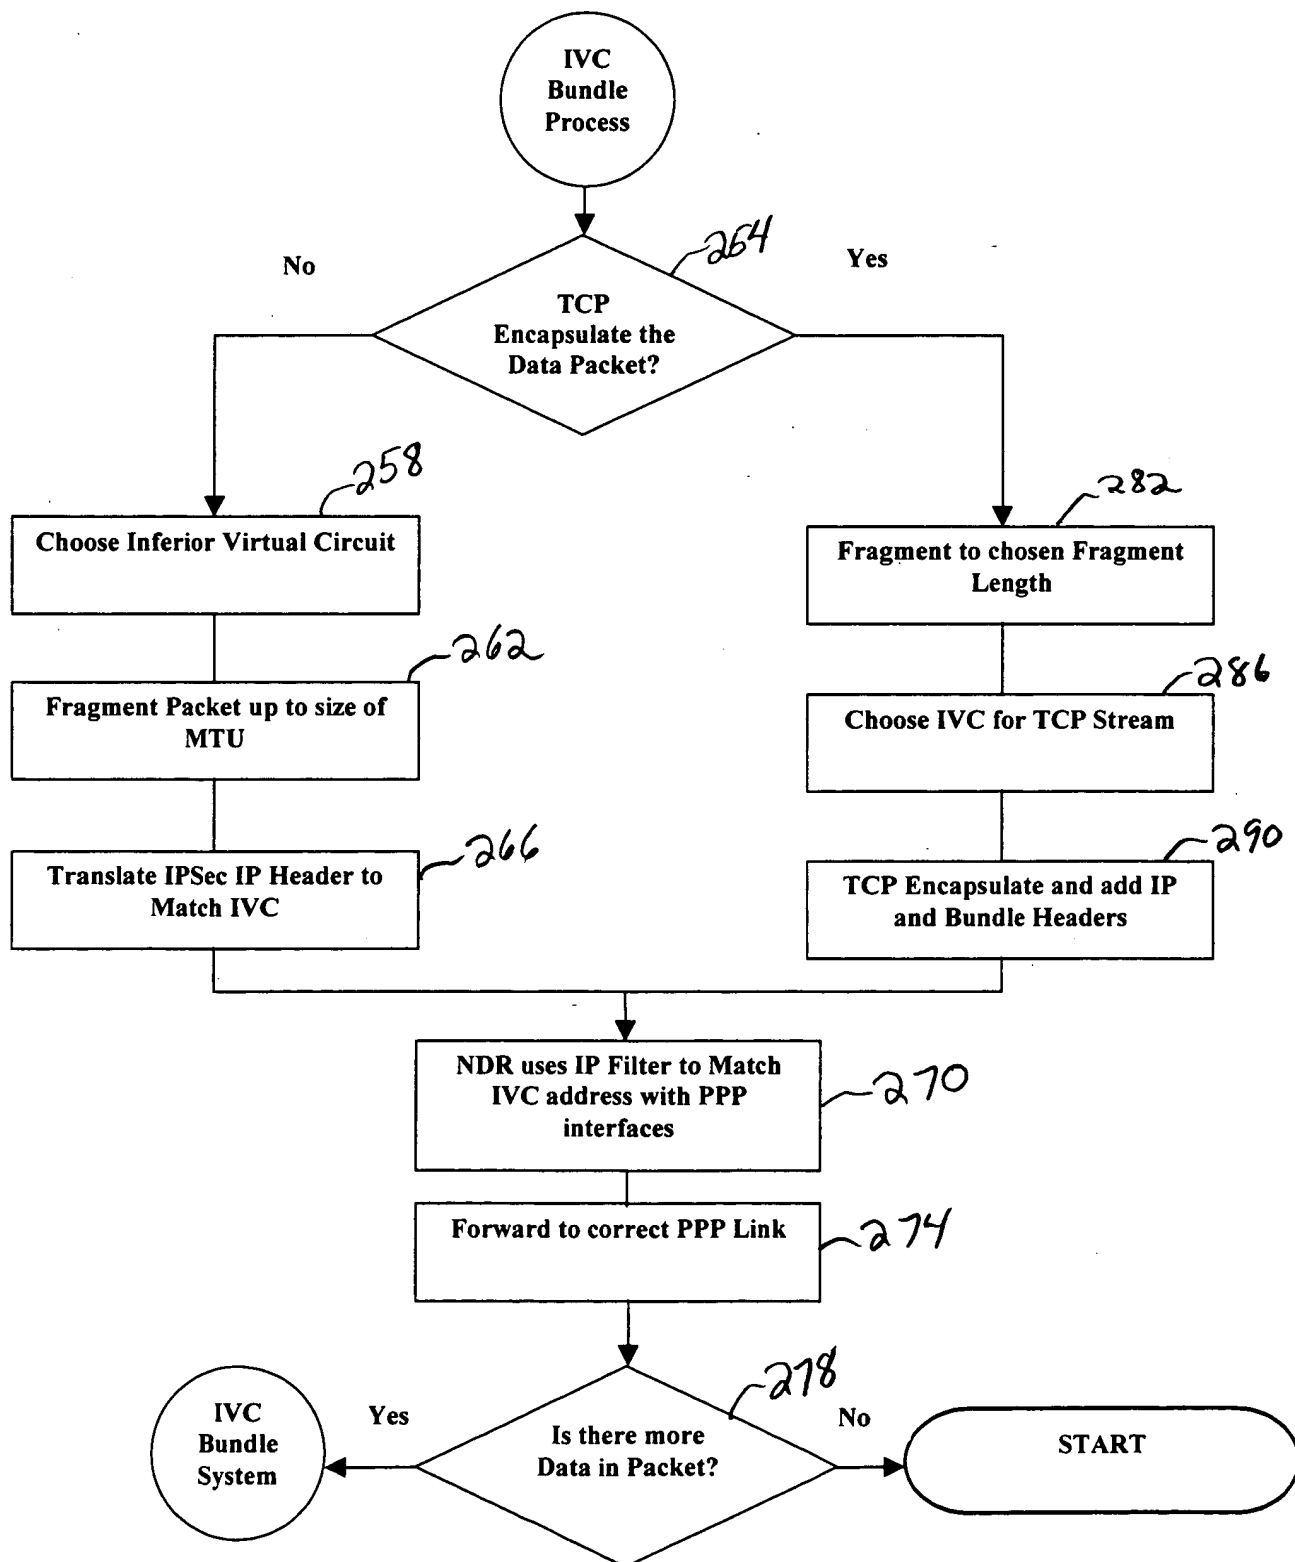 IVC
Bundle
Process
264
No
Yes
TCP
Encapsulate the
Data Packet?
258
Choose Inferior Virtual Circuit
282
Fragment to chosen Fragment
Length
262
Fragment Packet up to size of
MTU
286
Choose IVC for TCP Stream
266
Translate IPSec IP Header to
Match IVC
290
TCP Encapsulate and add IP
and Bundle Headers
NDR uses IP Filter to Match
IVC address with PPP
interfaces
270
Forward to correct PPP Link
274
278
IVC
Bundle
System
Yes
Is there more
Data in Packet?
No
START